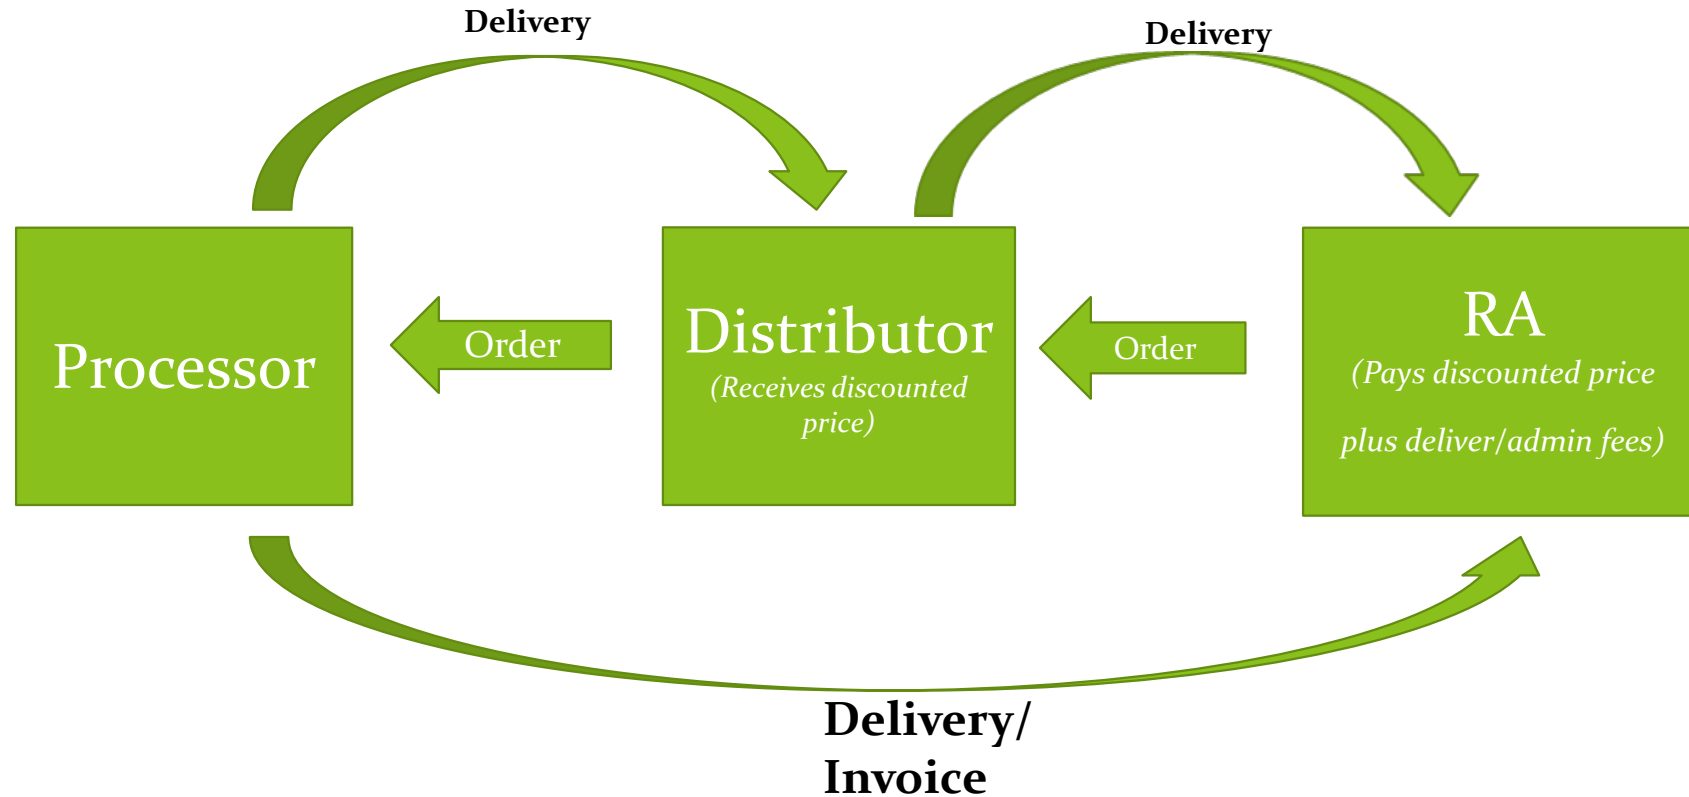 Delivery
Delivery
Processor
Order
Distributor
(Receives discounted
price)
Order
RA
(Pays discounted price
plus deliver/admin fees)
Delivery/
Invoice